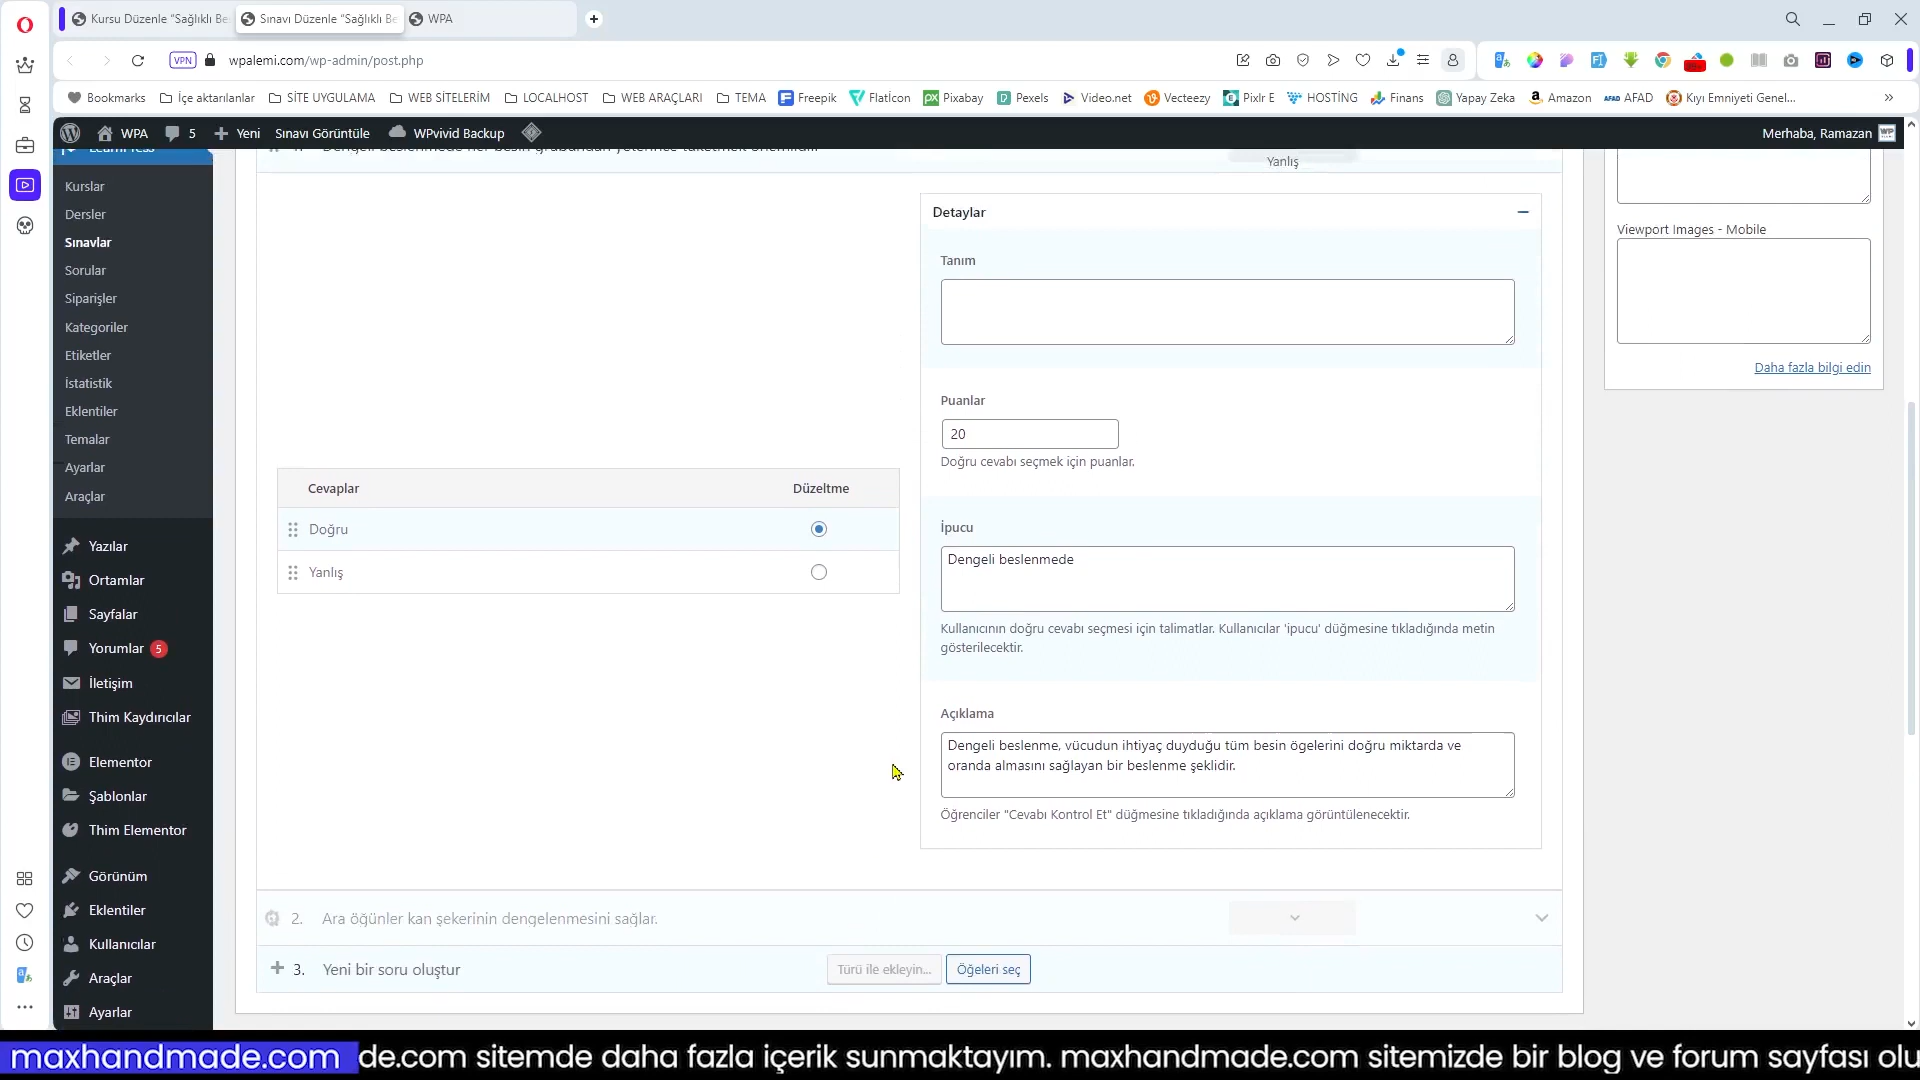 Kursu Düzenle “Sağlıklı Be
Sınavı Düzenle “Sağlıklı Be
WPA
VPN
wpalemi.com/wp-admin/post.php
Bookmarks
İçe aktarılanlar
SİTE UYGULAMA
WEB SİTELERİM
LOCALHOST
WEB ARAÇLARI
TEMA
Freepik
Flaticon
Pixabay
Pexels
Video.net
Vecteezy
Pixlr E
HOSTİNG
Finans
Yapay Zeka
Amazon
AFAD
Kıyı Emniyeti Genel...
WPA
5
Yeni
Sınavı Görüntüle
WPvivid Backup
Merhaba, Ramazan
LearnPress
Kurslar
Dersler
Sınavlar
Sorular
Siparişler
Kategoriler
Etiketler
İstatistik
Eklentiler
Temalar
Ayarlar
Araçlar
Yazılar
Ortamlar
Sayfalar
Yorumlar 5
İletişim
Thim Kaydırıcılar
Elementor
Şablonlar
Thim Elementor
Görünüm
Eklentiler
Kullanıcılar
Araçlar
Ayarlar
Dengeli beslenmede her besin grubundan yeterince tüketmek önemlidir.
Yanlış
Cevaplar
Düzeltme
Doğru
Yanlış
Detaylar
Tanım
Puanlar
20
Doğru cevabı seçmek için puanlar.
İpucu
Dengeli beslenmede
Kullanıcının doğru cevabı seçmesi için talimatlar. Kullanıcılar 'ipucu' düğmesine tıkladığında metin
gösterilecektir.
Açıklama
Dengeli beslenme, vücudun ihtiyaç duyduğu tüm besin ögelerini doğru miktarda ve
oranda almasını sağlayan bir beslenme şeklidir.
Öğrenciler "Cevabı Kontrol Et" düğmesine tıkladığında açıklama görüntülenecektir.
2. Ara öğünler kan şekerinin dengelenmesini sağlar.
3. Yeni bir soru oluştur
Türü ile ekleyin...
Öğeleri seç
Viewport Images - Mobile
Daha fazla bilgi edin
maxhandmade.com
de.com sitemde daha fazla içerik sunmaktayım. maxhandmade.com sitemizde bir blog ve forum sayfası olu